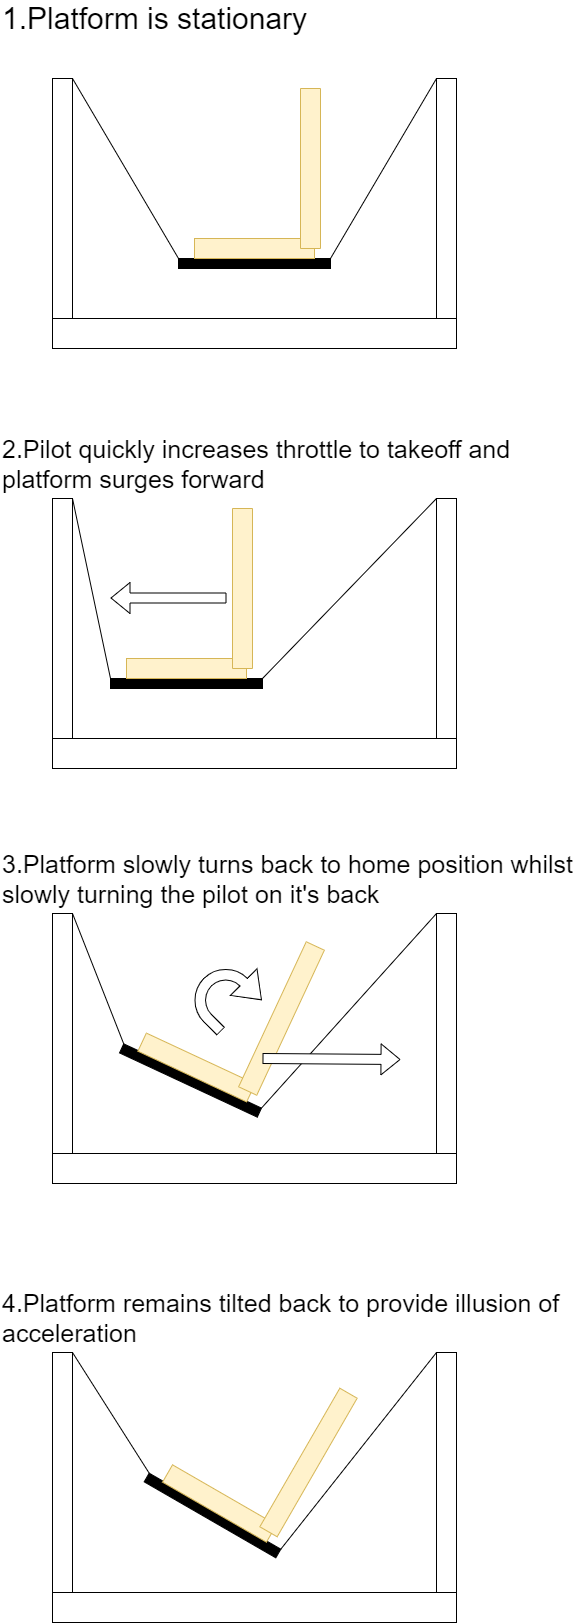 1.Platform is stationary
2.Pilot quickly increases throttle to takeoff and
platform surges forward
3.Platform slowly turns back to home position whilst
slowly turning the pilot on it's back
4.Platform remains tilted back to provide illusion of
acceleration